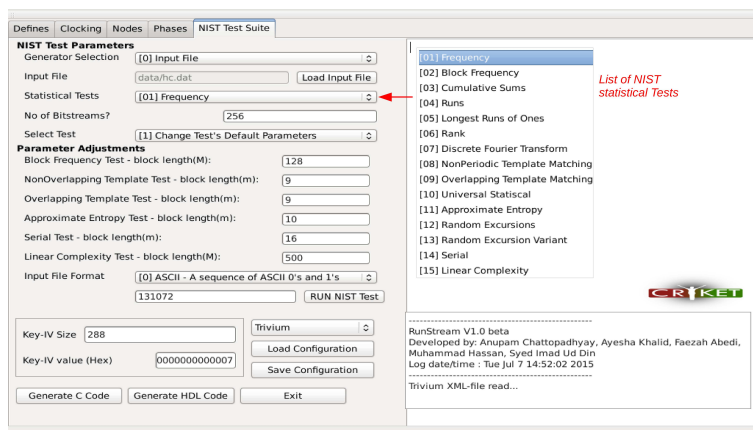 Defines Clocking Nodes Phases NIST Test Suite
NIST Test Parameters
Generator Selection [0] Input File
Input File data/hc.dat Load Input File
Statistical Tests [01] Frequency
No of Bitstreams? 256
Select Test [1] Change Test's Default Parameters
Parameter Adjustments
Block Frequency Test - block length(M): 128
NonOverlapping Template Test - block length(m): 9
Overlapping Template Test - block length(m): 9
Approximate Entropy Test - block length(m): 10
Serial Test - block length(m): 16
Linear Complexity Test - block length(M): 500
Input File Format [0] ASCII - A sequence of ASCII 0's and 1's
131072 RUN NIST Test
Key-IV Size 288
Key-IV value (Hex) 0000000000007
Trivium
Load Configuration
Save Configuration
Generate C Code Generate HDL Code Exit
[01] Frequency
[02] Block Frequency
[03] Cumulative Sums
[04] Runs
[05] Longest Runs of Ones
[06] Rank
[07] Discrete Fourier Transform
[08] NonPeriodic Template Matching
[09] Overlapping Template Matching
[10] Universal Statiscal
[11] Approximate Entropy
[12] Random Excursions
[13] Random Excursion Variant
[14] Serial
[15] Linear Complexity
List of NIST
statistical Tests
CRYKET
----------------------------------------------------
RunStream V1.0 beta
Developed by: Anupam Chattopadhyay, Ayesha Khalid, Faezah Abedi,
Muhammad Hassan, Syed Imad Ud Din
Log date/time : Tue Jul 7 14:52:02 2015
----------------------------------------------------
Trivium XML-file read...